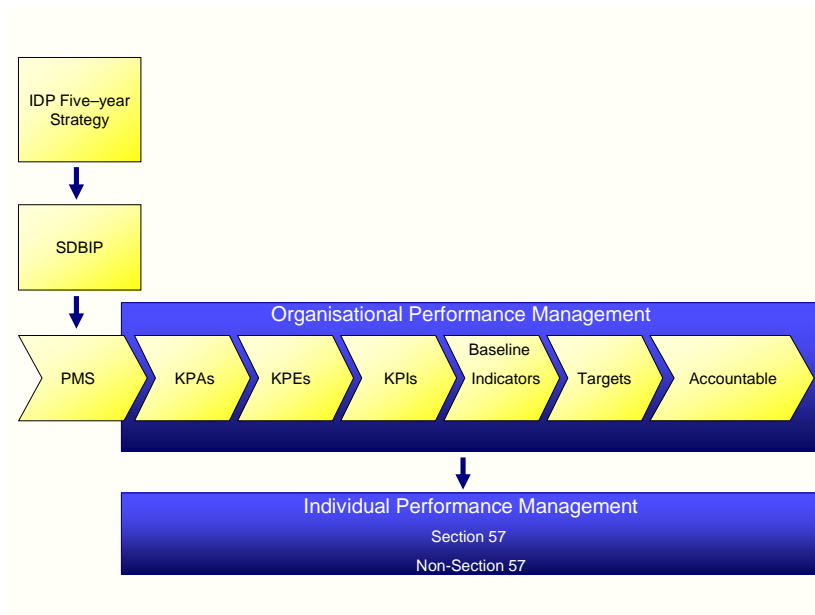 IDP Five–year
Strategy
SDBIP
Organisational Performance Management
PMS
KPAs
KPEs
KPIs
Baseline
Indicators
Targets
Accountable
Individual Performance Management
Section 57
Non-Section 57